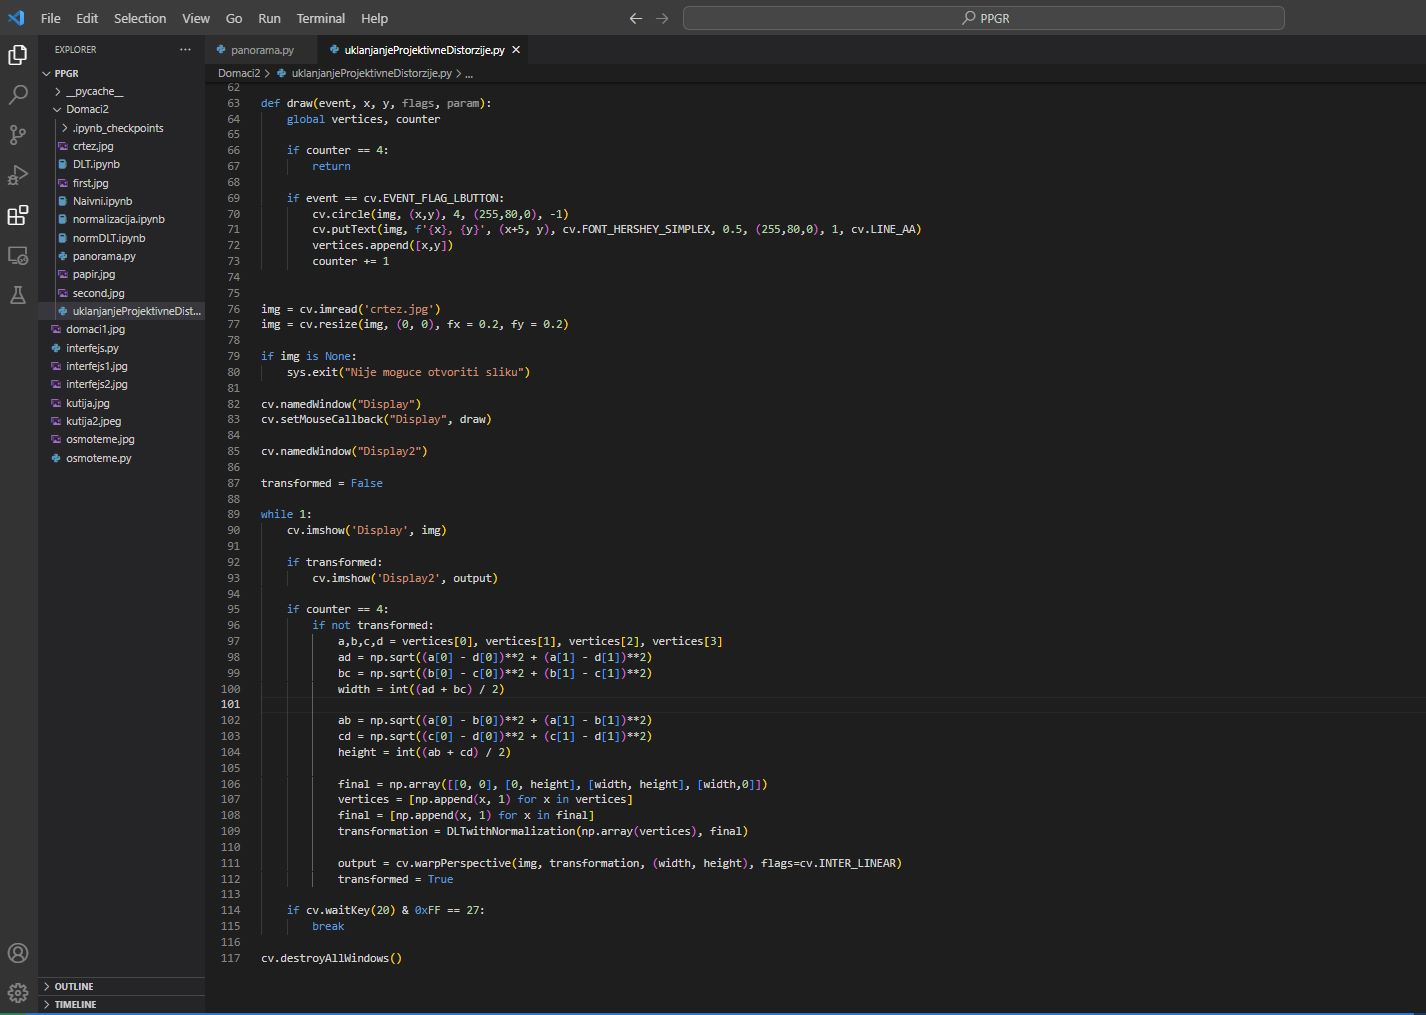 File Edit Selection View Go Run Terminal Help
PPGR
EXPLORER
PPGR
__pycache__
Domaci2
.ipynb_checkpoints
crtez.jpg
DLT.ipynb
first.jpg
Naivni.ipynb
normalizacija.ipynb
normDLT.ipynb
panorama.py
papir.jpg
second.jpg
uklanjanjeProjektivneDist...
domaci1.jpg
interfejs.py
interfejs1.jpg
interfejs2.jpg
kutija.jpg
kutija2.jpeg
osmoteme.jpg
osmoteme.py
OUTLINE
TIMELINE
panorama.py uklanjanjeProjektivneDistorzije.py
Domaci2 > uklanjanjeProjektivneDistorzije.py > ...
62
63 def draw(event, x, y, flags, param):
64     global vertices, counter
65
66     if counter == 4:
67         return
68
69     if event == cv.EVENT_FLAG_LBUTTON:
70         cv.circle(img, (x,y), 4, (255,80,0), -1)
71         cv.putText(img, f'{x}, {y}', (x+5, y), cv.FONT_HERSHEY_SIMPLEX, 0.5, (255,80,0), 1, cv.LINE_AA)
72         vertices.append([x,y])
73         counter += 1
74
75
76 img = cv.imread('crtez.jpg')
77 img = cv.resize(img, (0, 0), fx = 0.2, fy = 0.2)
78
79 if img is None:
80     sys.exit("Nije moguce otvoriti sliku")
81
82 cv.namedWindow("Display")
83 cv.setMouseCallback("Display", draw)
84
85 cv.namedWindow("Display2")
86
87 transformed = False
88
89 while 1:
90     cv.imshow('Display', img)
91
92     if transformed:
93         cv.imshow('Display2', output)
94
95     if counter == 4:
96         if not transformed:
97             a,b,c,d = vertices[0], vertices[1], vertices[2], vertices[3]
98             ad = np.sqrt((a[0] - d[0])**2 + (a[1] - d[1])**2)
99             bc = np.sqrt((b[0] - c[0])**2 + (b[1] - c[1])**2)
100             width = int((ad + bc) / 2)
101
102             ab = np.sqrt((a[0] - b[0])**2 + (a[1] - b[1])**2)
103             cd = np.sqrt((c[0] - d[0])**2 + (c[1] - d[1])**2)
104             height = int((ab + cd) / 2)
105
106             final = np.array([[0, 0], [0, height], [width, height], [width,0]])
107             vertices = [np.append(x, 1) for x in vertices]
108             final = [np.append(x, 1) for x in final]
109             transformation = DLTwithNormalization(np.array(vertices), final)
110
111             output = cv.warpPerspective(img, transformation, (width, height), flags=cv.INTER_LINEAR)
112             transformed = True
113
114     if cv.waitKey(20) & 0xFF == 27:
115         break
116
117 cv.destroyAllWindows()